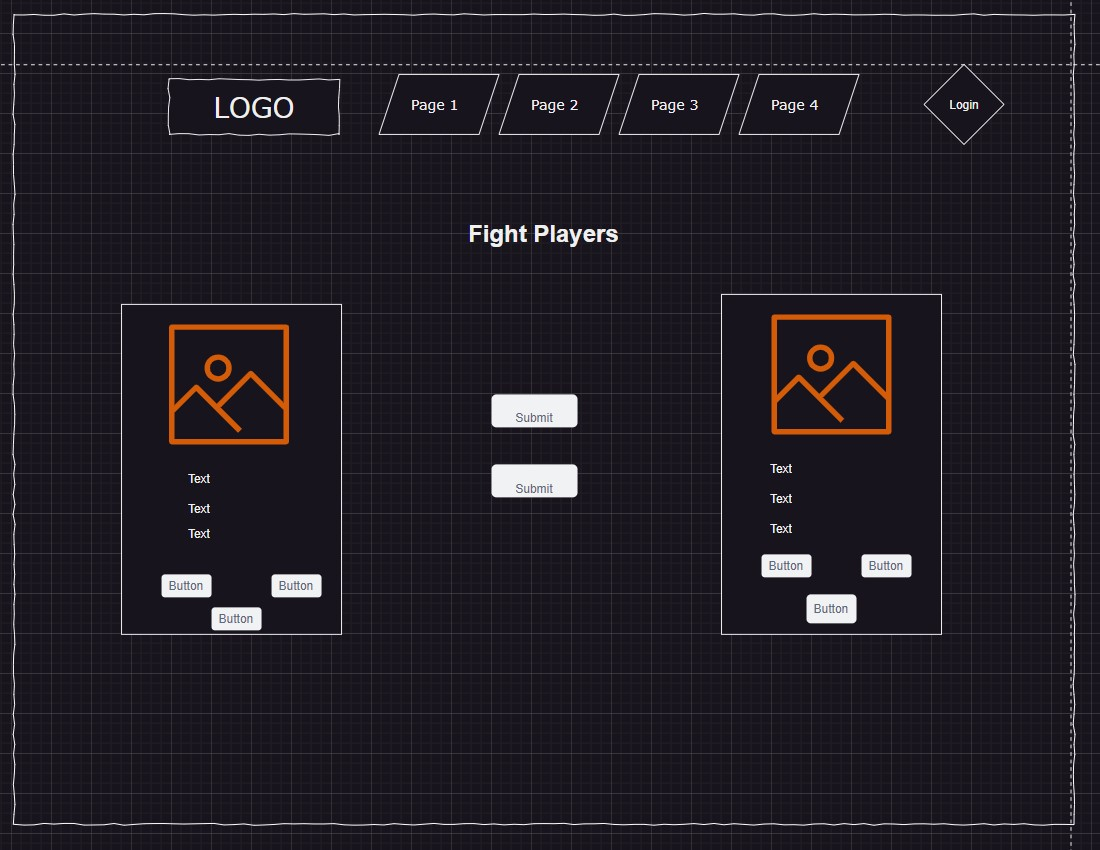 LOGO
Page 1
Page 2
Page 3
Page 4
Login
Fight Players
Text
Text
Text
Button
Button
Button
Submit
Submit
Text
Text
Text
Button
Button
Button